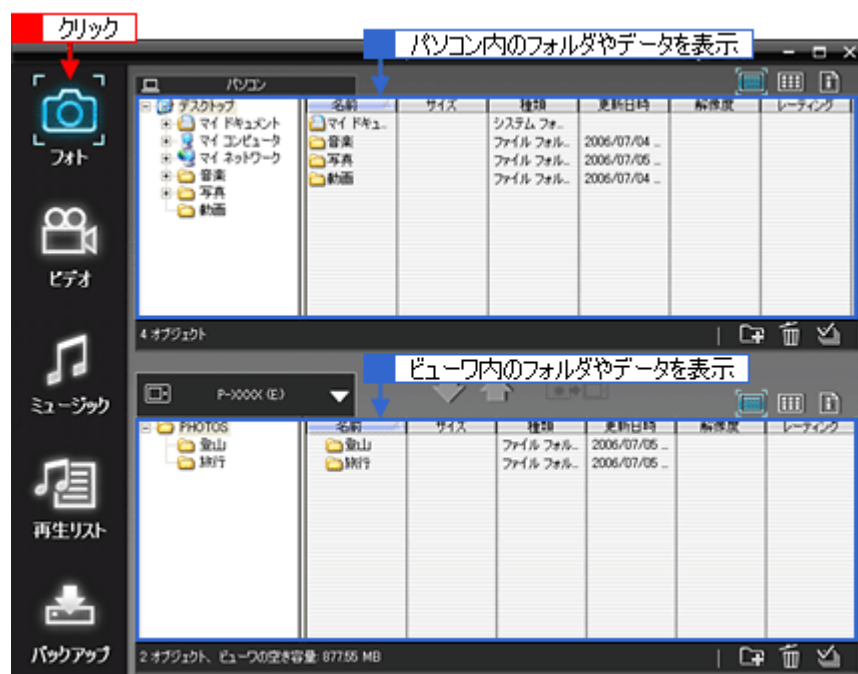 クリック
パソコン内のフォルダやデータを表示
フォト
ビデオ
ミュージック
再生リスト
バックアップ
パソコン
デスクトップ
マイ ドキュメント
マイ コンピュータ
マイ ネットワーク
音楽
写真
動画
名前 サイズ 種類 更新日時 解像度 レーティング
マイ ドキュ... システム フォ...
音楽 ファイル フォル... 2006/07/04 ...
写真 ファイル フォル... 2006/07/05 ...
動画 ファイル フォル... 2006/07/04 ...
4 オブジェクト
ビューワ内のフォルダやデータを表示
P-XXXX (E)
PHOTOS
登山
旅行
名前 サイズ 種類 更新日時 解像度 レーティング
登山 ファイル フォル... 2006/07/05 ...
旅行 ファイル フォル... 2006/07/05 ...
2 オブジェクト、ビューワの空き容量: 877.55 MB